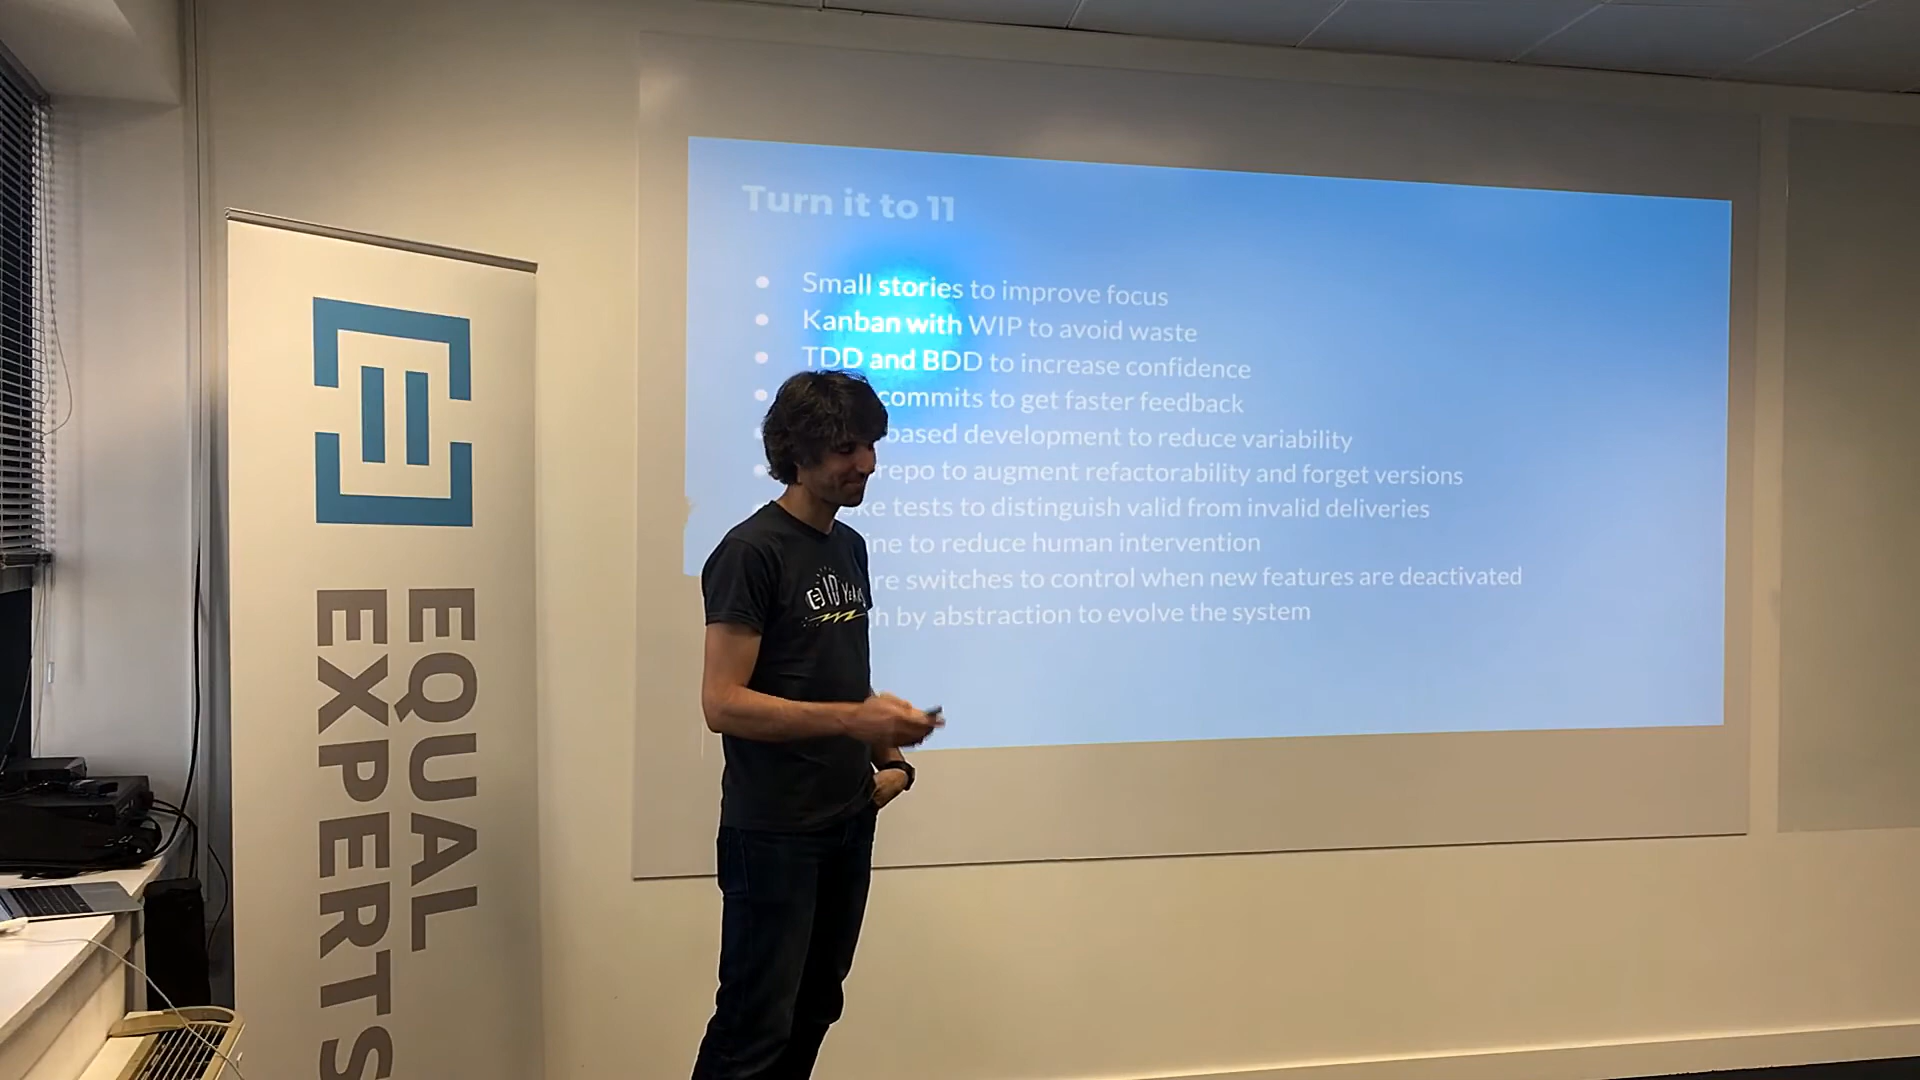 Turn it to 11
Small stories to improve focus
Kanban with WIP to avoid waste
TDD and BDD to increase confidence
commits to get faster feedback
based development to reduce variability
repo to augment refactorability and forget versions
tests to distinguish valid from invalid deliveries
to reduce human intervention
switches to control when new features are deactivated
by abstraction to evolve the system
EQUAL
EXPERTS
10 YEARS